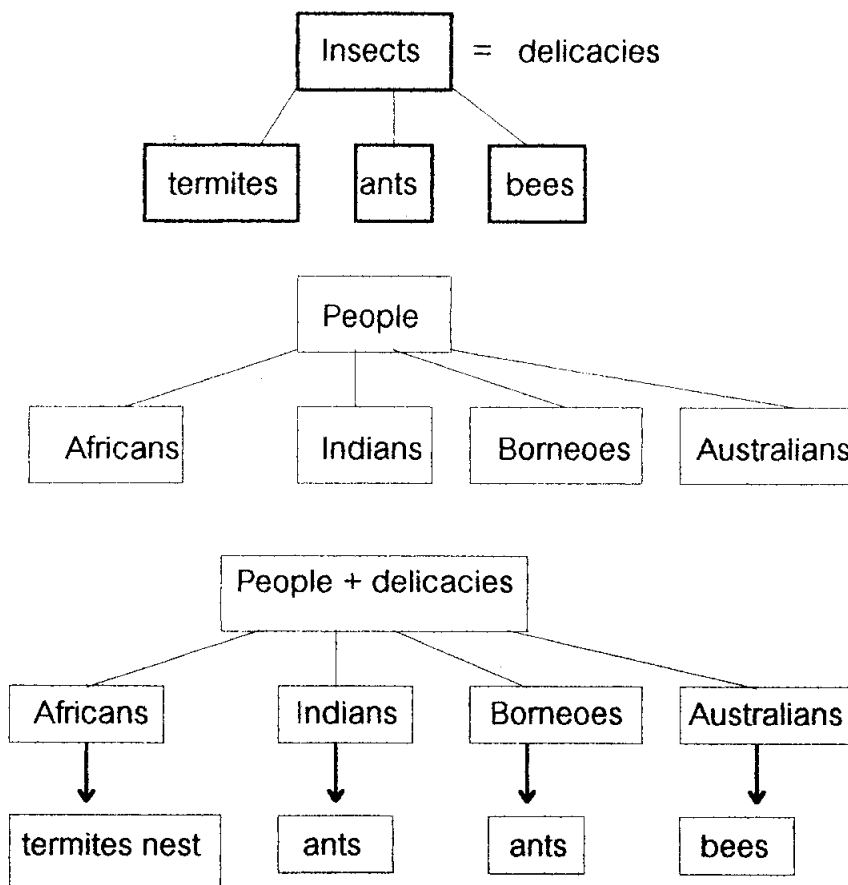 Insects = delicacies
termites ants bees
People
Africans Indians Borneoes Australians
People + delicacies
Africans Indians Borneoes Australians
termites nest ants ants bees